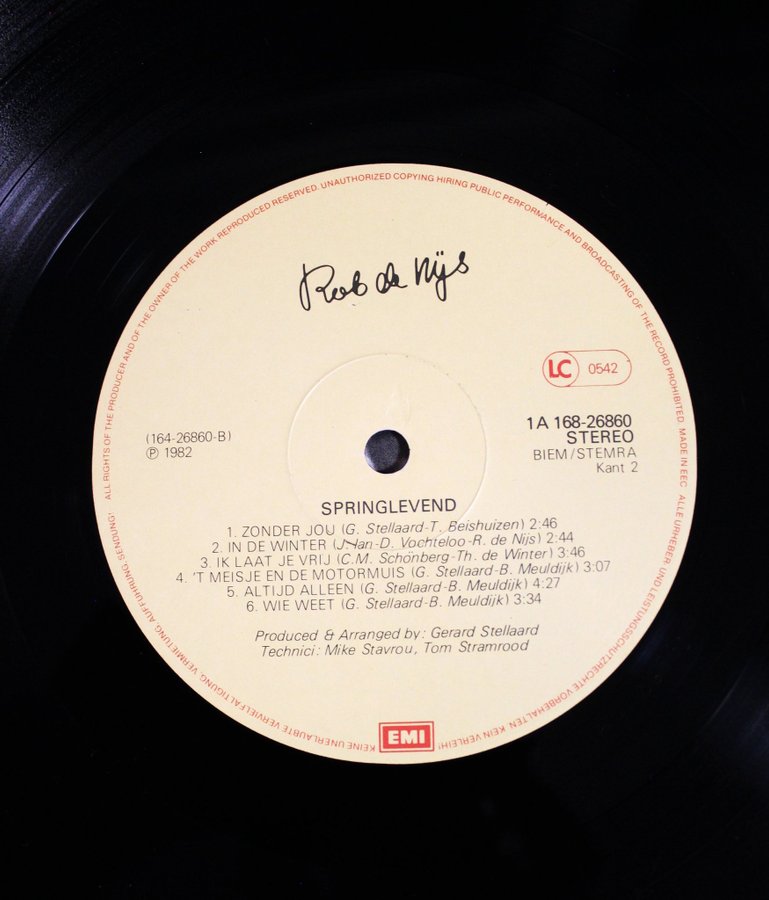 ALL RIGHTS OF THE PRODUCER AND OF THE OWNER OF THE WORK REPRODUCED RESERVED. UNAUTHORIZED COPYING HIRING PUBLIC PERFORMANCE AND BROADCASTING OF THE RECORD PROHIBITED. MADE IN EEC
ALLE URHEBER- UND LEISTUNGSSCHUTZRECHTE VORBEHALTEN. KEIN VERLEIH! KEINE UNERLAUBTE VERVIELFÄLTIGUNG, VERMIETUNG, AUFFÜHRUNG, SENDUNG!
Rob de Nijs
LC 0542
(164-26860-B)
℗ 1982
1A 168-26860
STEREO
BIEM/STEMRA
Kant 2
SPRINGLEVEND
1. ZONDER JOU (G. Stellaard-T. Beishuizen) 2:46
2. IN DE WINTER (J. Ian-D. Vochteloo-R. de Nijs) 2:44
3. IK LAAT JE VRIJ (C.M. Schönberg-Th. de Winter) 3:46
4. 'T MEISJE EN DE MOTORMUIS (G. Stellaard-B. Meuldijk) 3:07
5. ALTIJD ALLEEN (G. Stellaard-B. Meuldijk) 4:27
6. WIE WEET (G. Stellaard-B. Meuldijk) 3:34
Produced & Arranged by: Gerard Stellaard
Technici: Mike Stavrou, Tom Stramrood
EMI